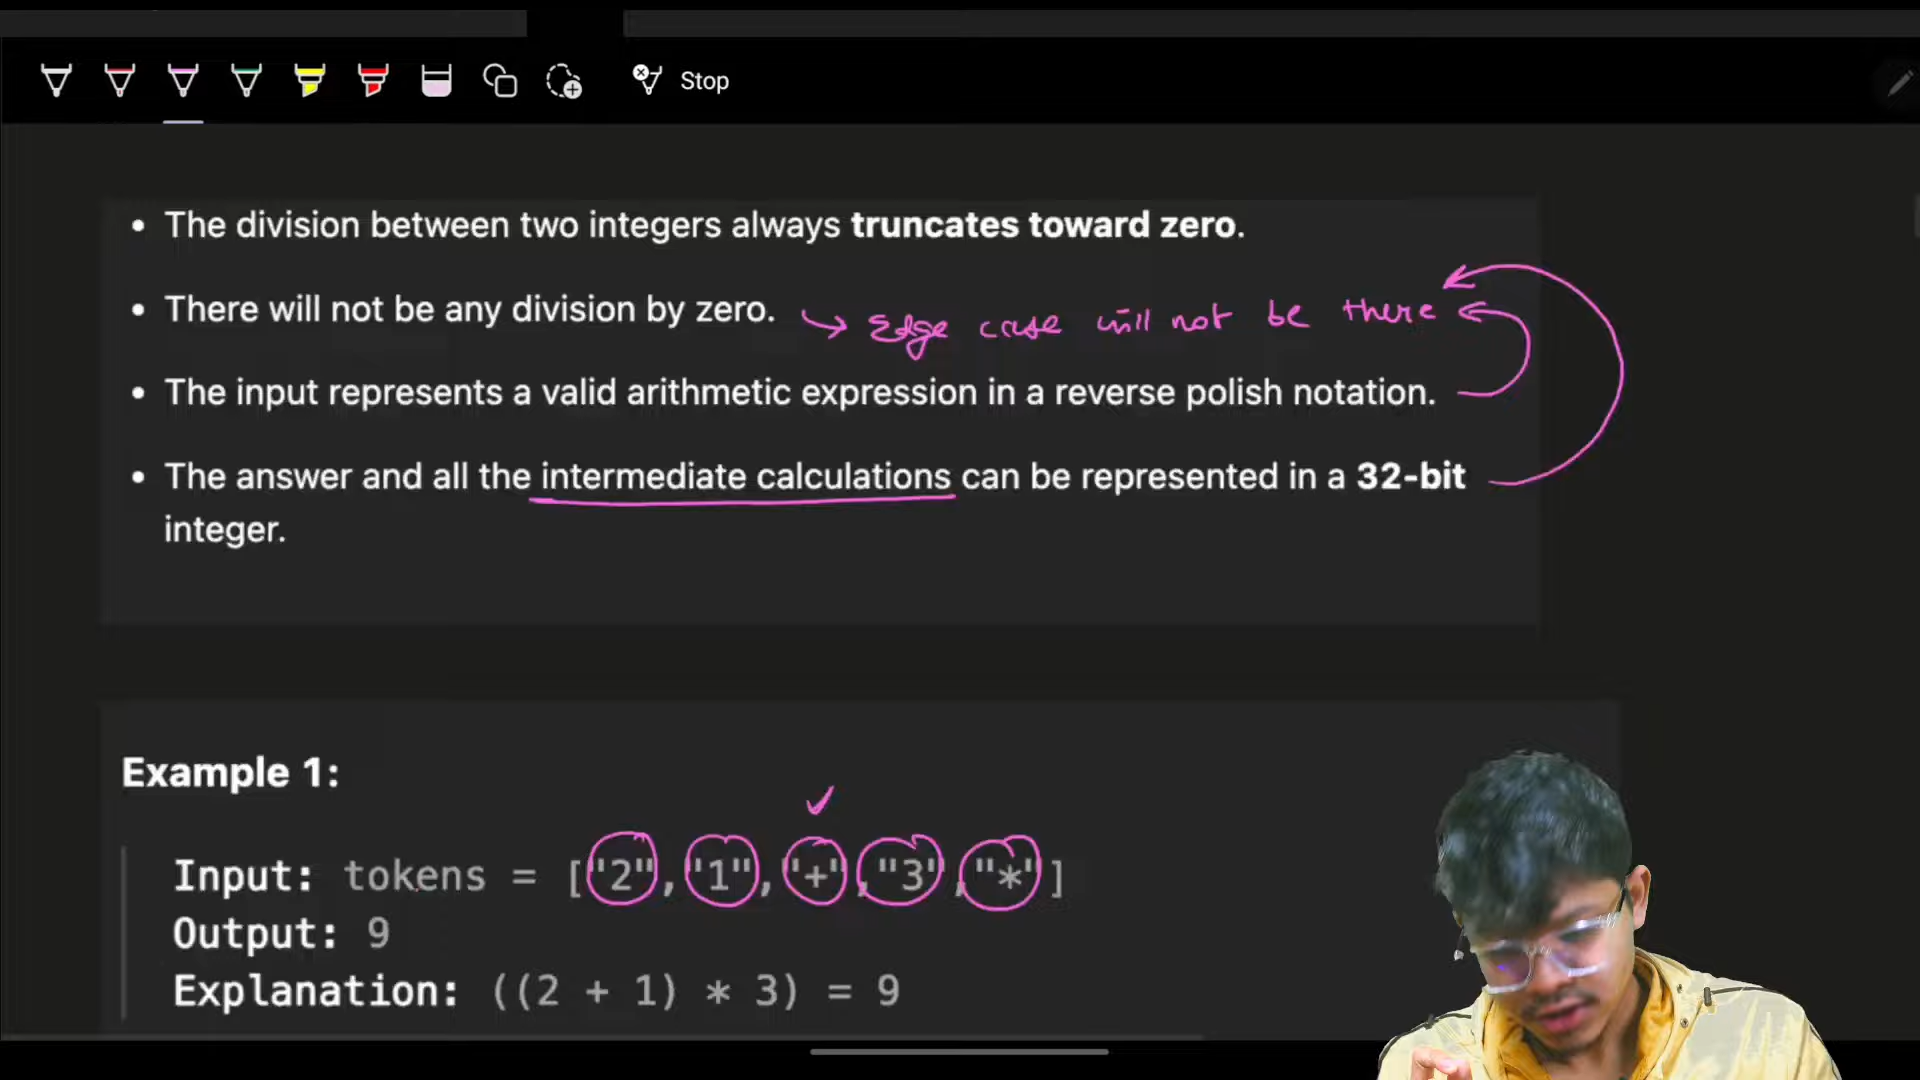 Stop
• The division between two integers always truncates toward zero.
• There will not be any division by zero. Edge case will not be there
• The input represents a valid arithmetic expression in a reverse polish notation.
• The answer and all the intermediate calculations can be represented in a 32-bit
integer.
Example 1:
Input: tokens = ["2","1","+","3","*"]
Output: 9
Explanation: ((2 + 1) * 3) = 9